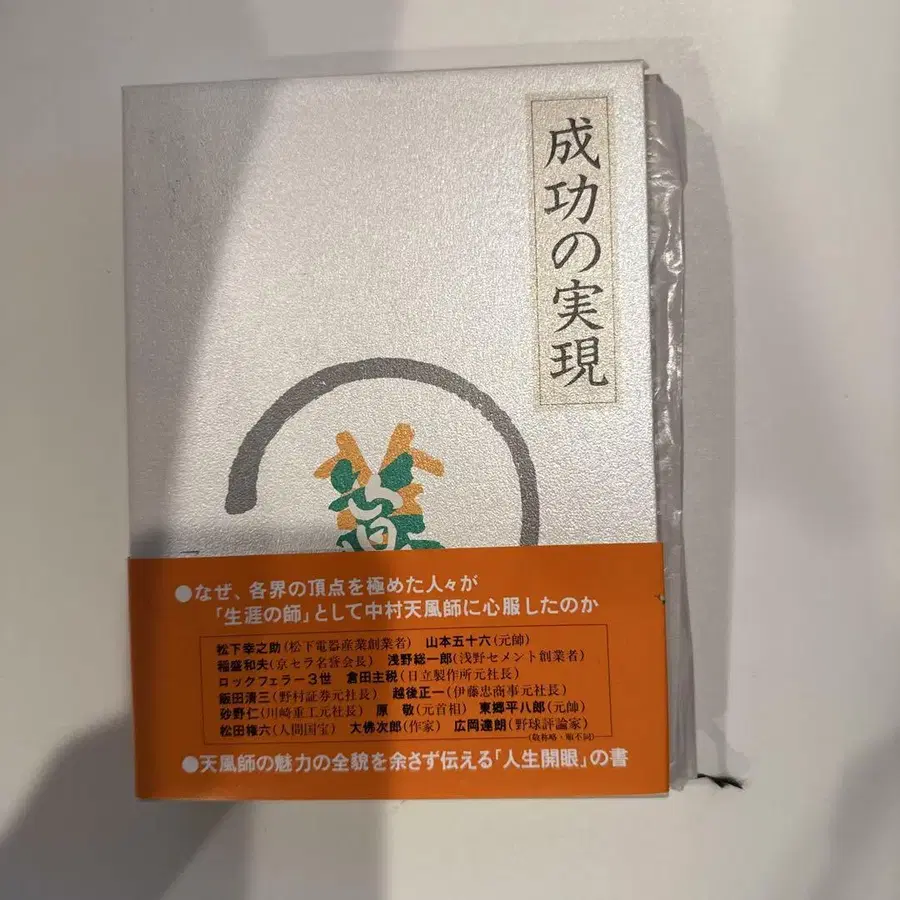 成功の実現
●なぜ、各界の頂点を極めた人々が
「生涯の師」として中村天風師に心服したのか
松下幸之助(松下電器産業創業者) 山本五十六(元帥)
稲盛和夫(京セラ名誉会長) 浅野総一郎(浅野セメント創業者)
ロックフェラー3世 倉田主税(日立製作所元社長)
飯田清三(野村証券元社長) 越後正一(伊藤忠商事元社長)
砂野仁(川崎重工元社長) 原 敬(元首相) 東郷平八郎(元帥)
松田権六(人間国宝) 大佛次郎(作家) 広岡達朗(野球評論家)
(敬称略・順不同)
●天風師の魅力の全貌を余さず伝える「人生開眼」の書